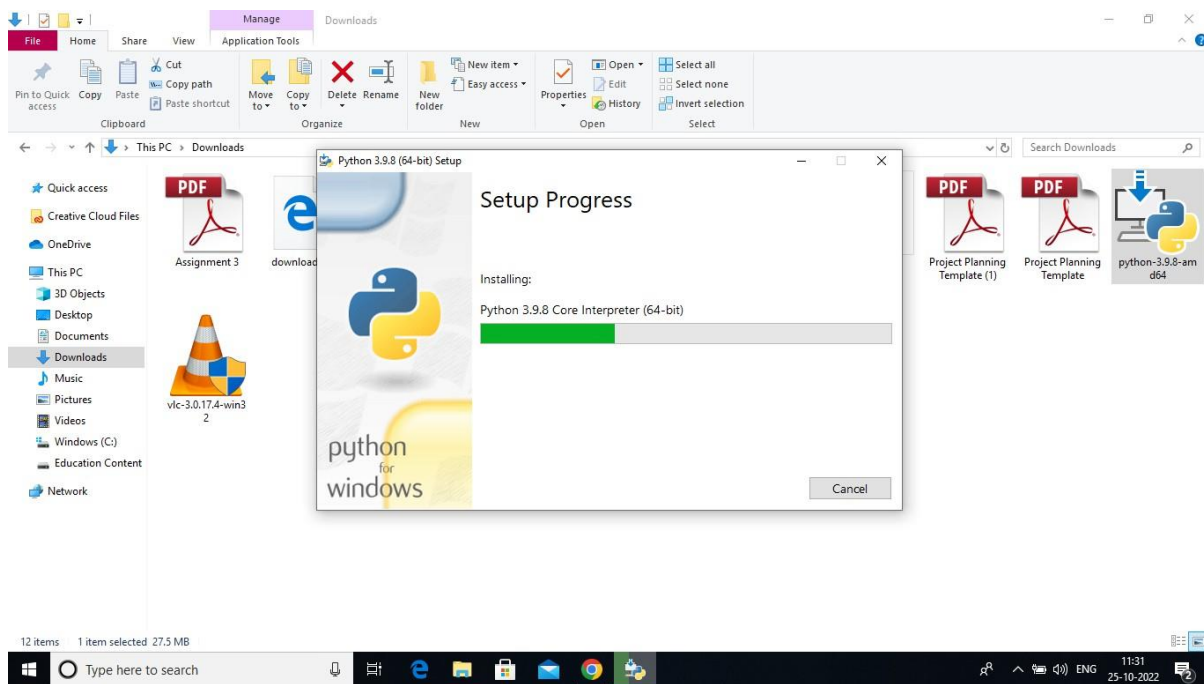 Manage
Downloads
File
Home
Share
View
Application Tools
Pin to Quick access
Copy
Paste
Cut
Copy path
Paste shortcut
Clipboard
Move to
Copy to
Delete
Rename
Organize
New folder
New item
Easy access
New
Properties
Open
Edit
History
Open
Select all
Select none
Invert selection
Select
This PC > Downloads
Search Downloads
Quick access
Creative Cloud Files
OneDrive
This PC
3D Objects
Desktop
Documents
Downloads
Music
Pictures
Videos
Windows (C:)
Education Content
Network
PDF
Assignment 3
download
vlc-3.0.17.4-win3
2
Python 3.9.8 (64-bit) Setup
Setup Progress
Installing:
Python 3.9.8 Core Interpreter (64-bit)
python
for
windows
Cancel
PDF
Project Planning
Template (1)
PDF
Project Planning
Template
python-3.9.8-am
d64
12 items
1 item selected 27.5 MB
Type here to search
ENG
11:31
25-10-2022
2